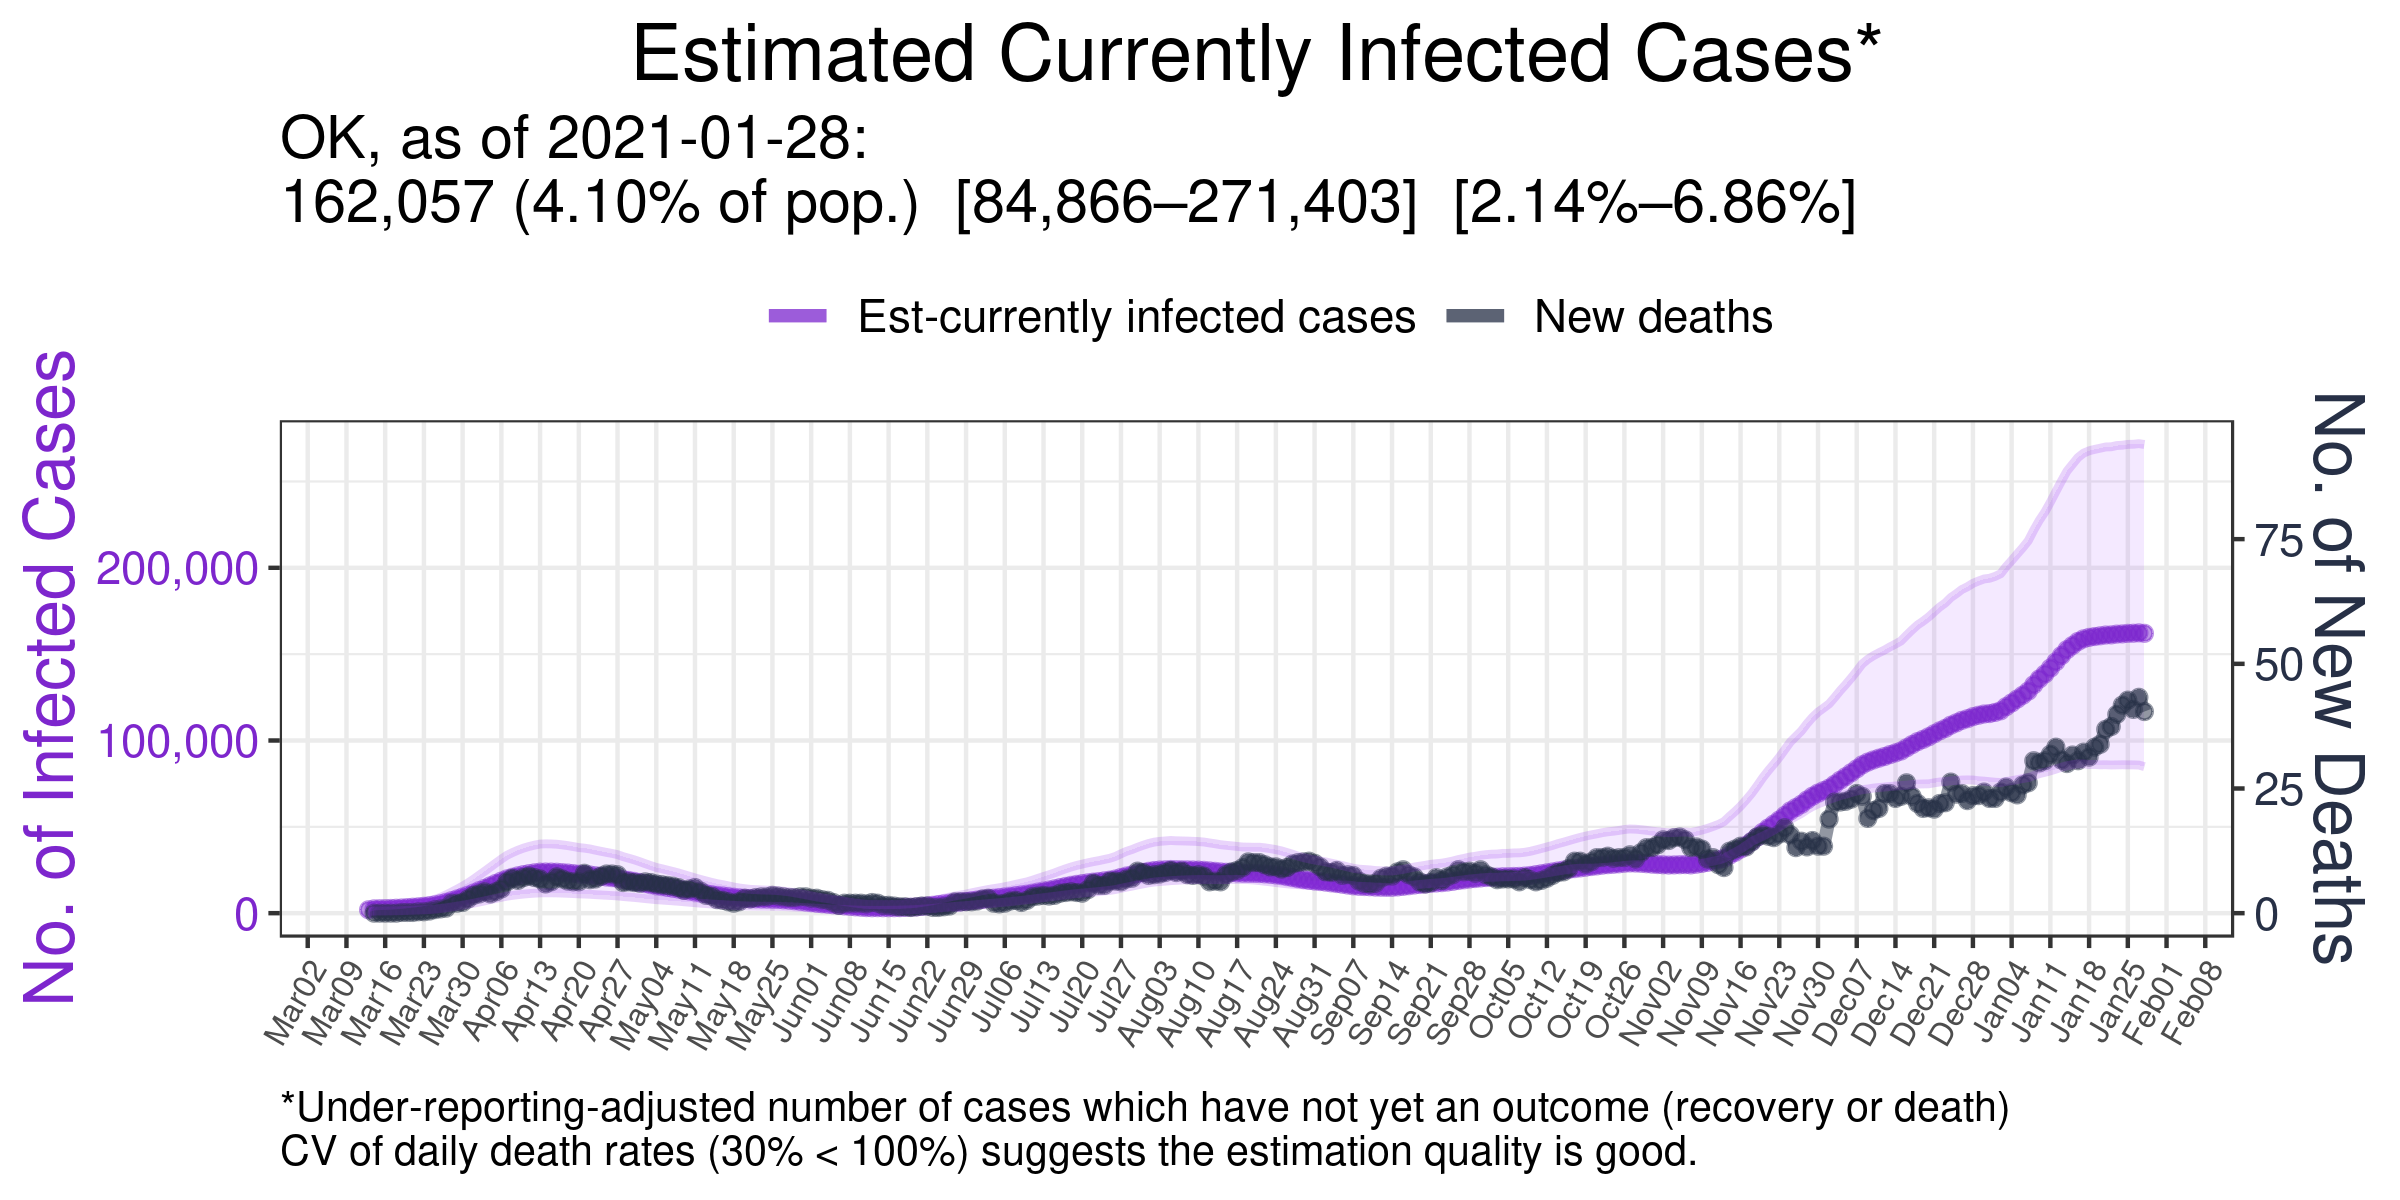 Estimated Currently Infected Cases*
OK, as of 2021-01-28:
162,057 (4.10% of pop.) [84,866–271,403] [2.14%–6.86%]
Est-currently infected cases New deaths
No. of Infected Cases
200,000
100,000
0
No. of New Deaths
75
50
25
0
Mar02 Mar09 Mar16 Mar23 Mar30 Apr06 Apr13 Apr20 Apr27 May04 May11 May18 May25 Jun01 Jun08 Jun15 Jun22 Jun29 Jul06 Jul13 Jul20 Jul27 Aug03 Aug10 Aug17 Aug24 Aug31 Sep07 Sep14 Sep21 Sep28 Oct05 Oct12 Oct19 Oct26 Nov02 Nov09 Nov16 Nov23 Nov30 Dec07 Dec14 Dec21 Dec28 Jan04 Jan11 Jan18 Jan25 Feb01 Feb08
*Under-reporting-adjusted number of cases which have not yet an outcome (recovery or death)
CV of daily death rates (30% < 100%) suggests the estimation quality is good.